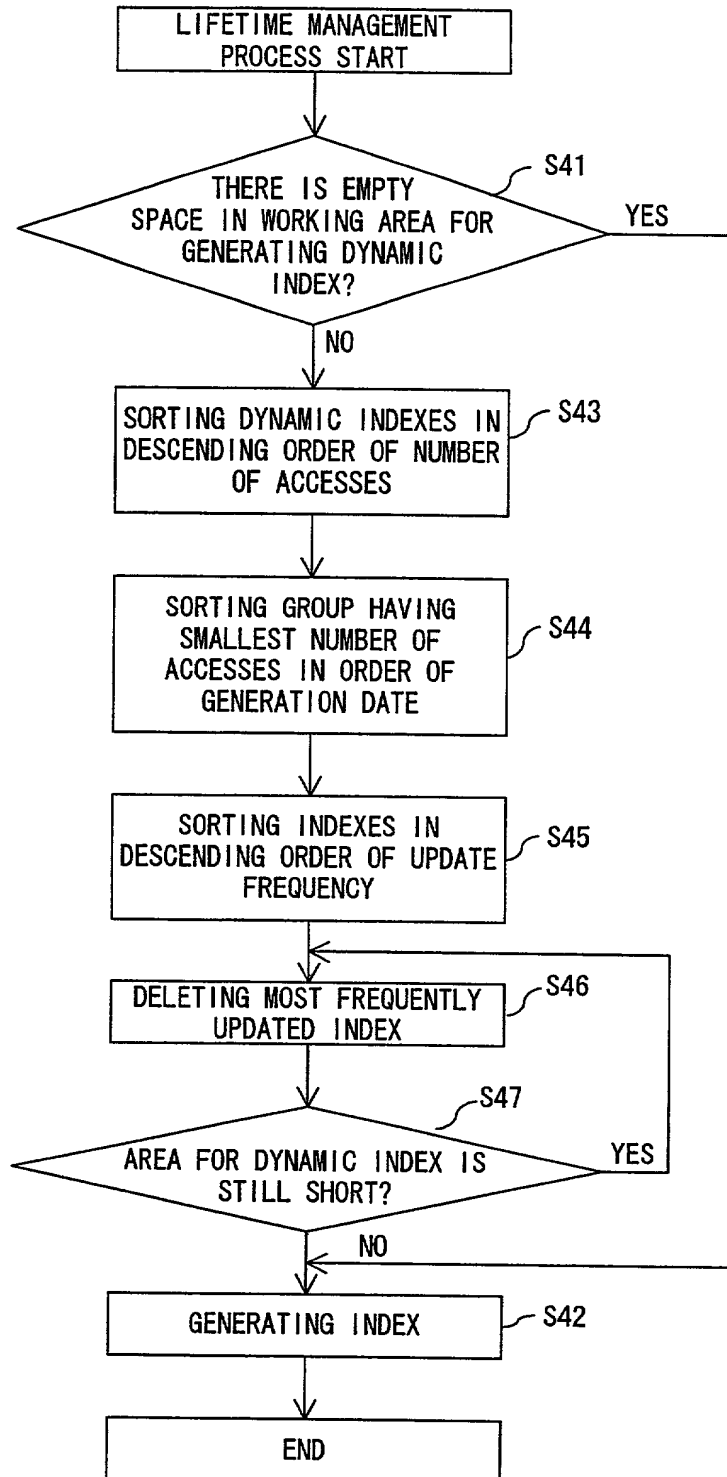 LIFETIME MANAGEMENT
PROCESS START
S41
THERE IS EMPTY
SPACE IN WORKING AREA FOR
GENERATING DYNAMIC
INDEX?
YES
NO
S43
SORTING DYNAMIC INDEXES IN
DESCENDING ORDER OF NUMBER
OF ACCESSES
S44
SORTING GROUP HAVING
SMALLEST NUMBER OF
ACCESSES IN ORDER OF
GENERATION DATE
S45
SORTING INDEXES IN
DESCENDING ORDER OF UPDATE
FREQUENCY
S46
DELETING MOST FREQUENTLY
UPDATED INDEX
S47
AREA FOR DYNAMIC INDEX IS
STILL SHORT?
YES
NO
S42
GENERATING INDEX
END